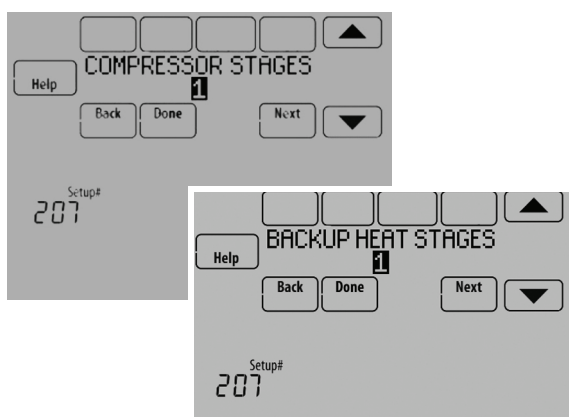 COMPRESSOR STAGES
Help
1
Back Done Next
Setup#
207
BACKUP HEAT STAGES
Help
1
Back Done Next
Setup#
207